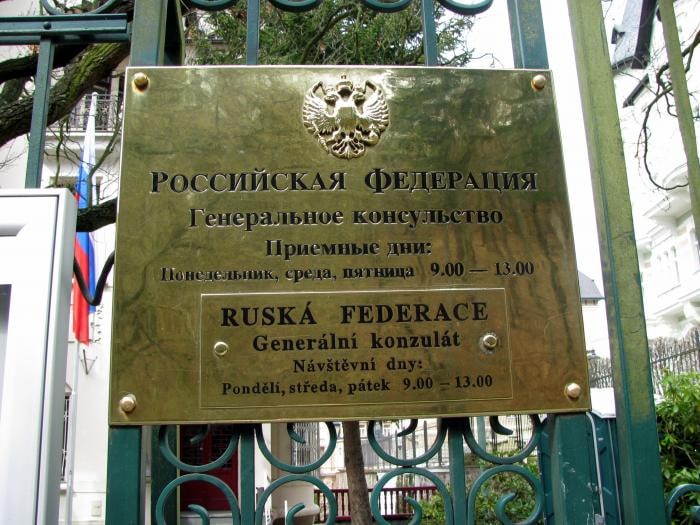 РОССИЙСКАЯ ФЕДЕРАЦИЯ
Генеральное консульство
Приемные дни:
Понедельник, среда, пятница 9.00 — 13.00
RUSKÁ FEDERACE
Generální konzulát
Návštěvní dny:
Pondělí, středa, pátek 9.00 — 13.00